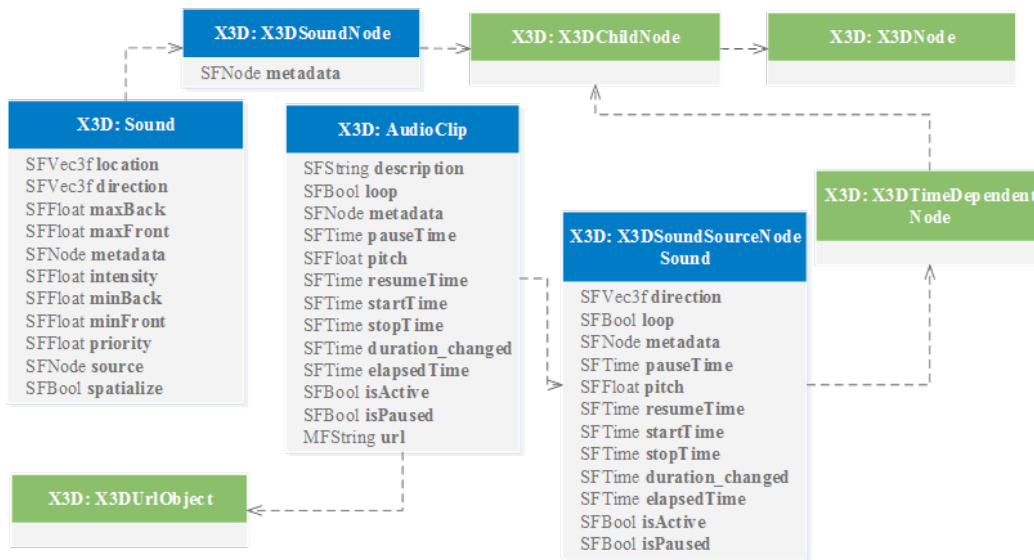 X3D: X3DSoundNode
SFNode metadata
X3D: X3DChildNode
X3D: X3DNode
X3D: Sound
SFVec3f location
SFVec3f direction
SFFloat maxBack
SFFloat maxFront
SFNode metadata
SFFloat intensity
SFFloat minBack
SFFloat minFront
SFFloat priority
SFNode source
SFBool spatialize
X3D: AudioClip
SFString description
SFBool loop
SFNode metadata
SFTime pauseTime
SFFloat pitch
SFTime resumeTime
SFTime startTime
SFTime stopTime
SFTime duration_changed
SFTime elapsedTime
SFBool isActive
SFBool isPaused
MFString url
X3D: X3DTimeDependent
Node
X3D: X3DSoundSourceNode
Sound
SFVec3f direction
SFBool loop
SFNode metadata
SFTime pauseTime
SFFloat pitch
SFTime resumeTime
SFTime startTime
SFTime stopTime
SFTime duration_changed
SFTime elapsedTime
SFBool isActive
SFBool isPaused
X3D: X3DUrlObject